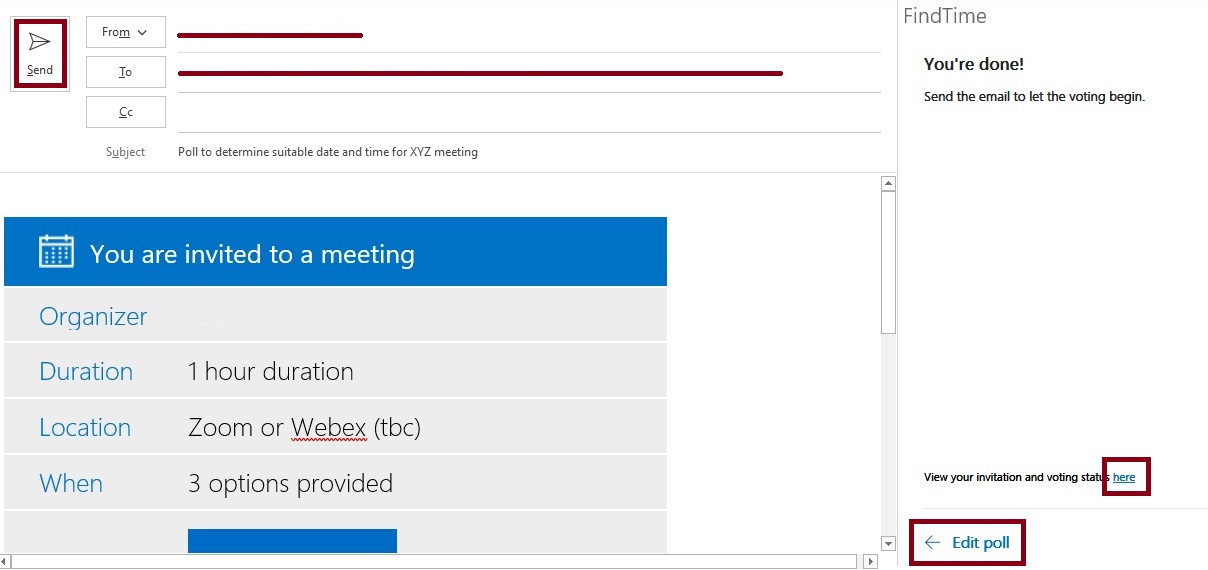 Send
From
To
Cc
Subject
Poll to determine suitable date and time for XYZ meeting
You are invited to a meeting
Organizer
Duration
1 hour duration
Location
Zoom or Webex (tbc)
When
3 options provided
FindTime
You're done!
Send the email to let the voting begin.
View your invitation and voting status here
Edit poll